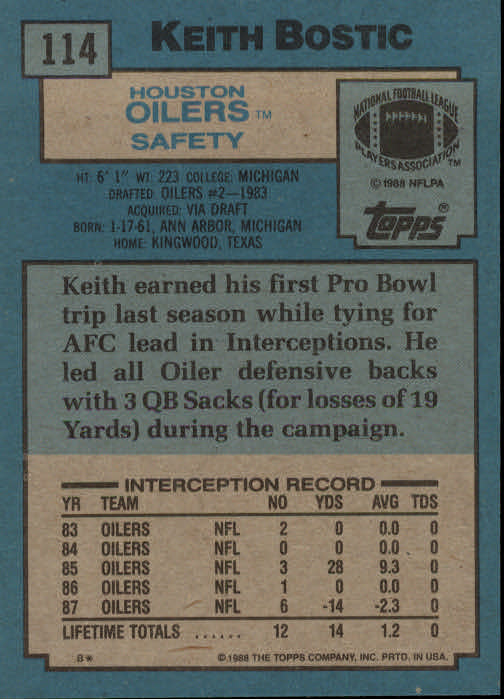 114
KEITH BOSTIC
HOUSTON
OILERS™
SAFETY
NATIONAL FOOTBALL LEAGUE
PLAYERS ASSOCIATION™
© 1988 NFLPA
topps®
HT: 6' 1" WT: 223 COLLEGE: MICHIGAN
DRAFTED: OILERS #2—1983
ACQUIRED: VIA DRAFT
BORN: 1-17-61, ANN ARBOR, MICHIGAN
HOME: KINGWOOD, TEXAS
Keith earned his first Pro Bowl
trip last season while tying for
AFC lead in Interceptions. He
led all Oiler defensive backs
with 3 QB Sacks (for losses of 19
Yards) during the campaign.
INTERCEPTION RECORD
YR TEAM NO YDS AVG TDS
83 OILERS NFL 2 0 0.0 0
84 OILERS NFL 0 0 0.0 0
85 OILERS NFL 3 28 9.3 0
86 OILERS NFL 1 0 0.0 0
87 OILERS NFL 6 -14 -2.3 0
LIFETIME TOTALS ...... 12 14 1.2 0
8* © 1988 THE TOPPS COMPANY, INC. PRTD. IN USA.